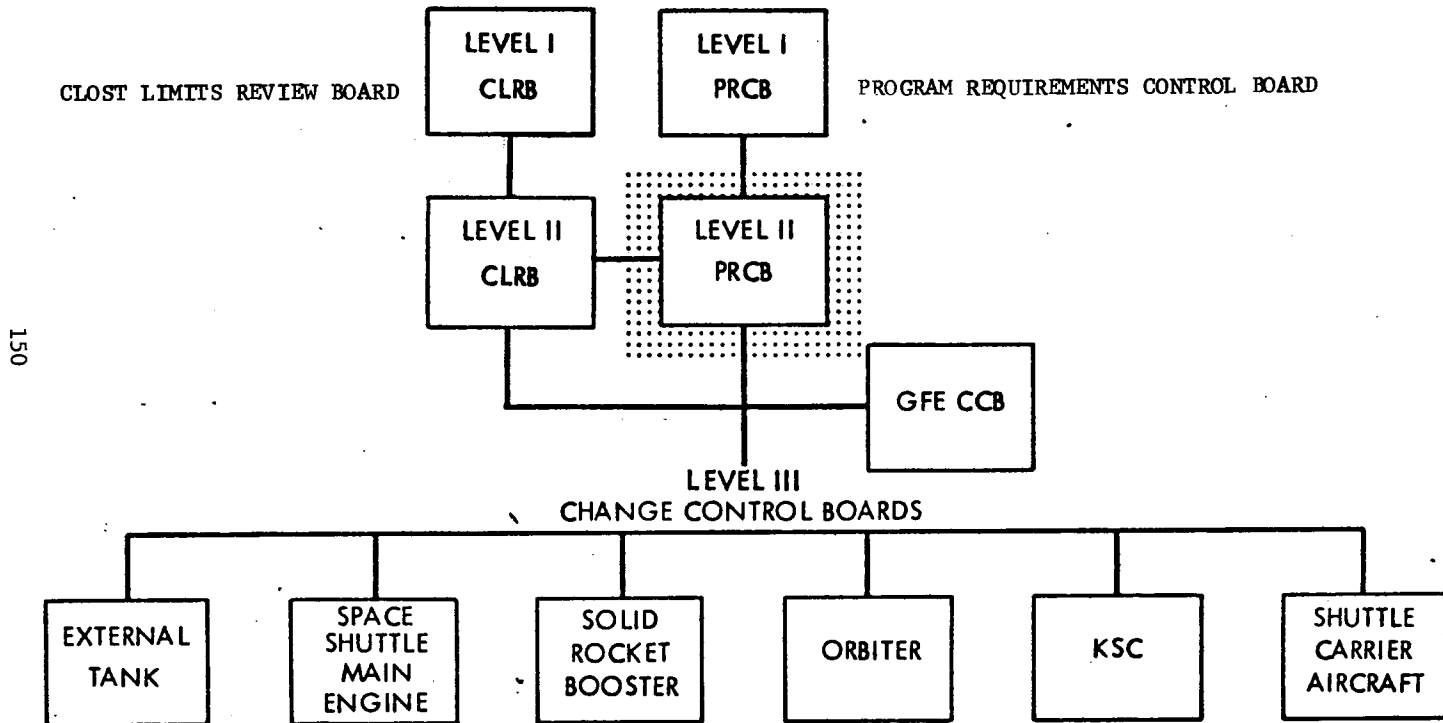 LEVEL I
CLRB
LEVEL I
PRCB
CLOST LIMITS REVIEW BOARD
PROGRAM REQUIREMENTS CONTROL BOARD
LEVEL II
CLRB
LEVEL II
PRCB
150
GFE CCB
LEVEL III
CHANGE CONTROL BOARDS
EXTERNAL
TANK
SPACE
SHUTTLE
MAIN
ENGINE
SOLID
ROCKET
BOOSTER
ORBITER
KSC
SHUTTLE
CARRIER
AIRCRAFT